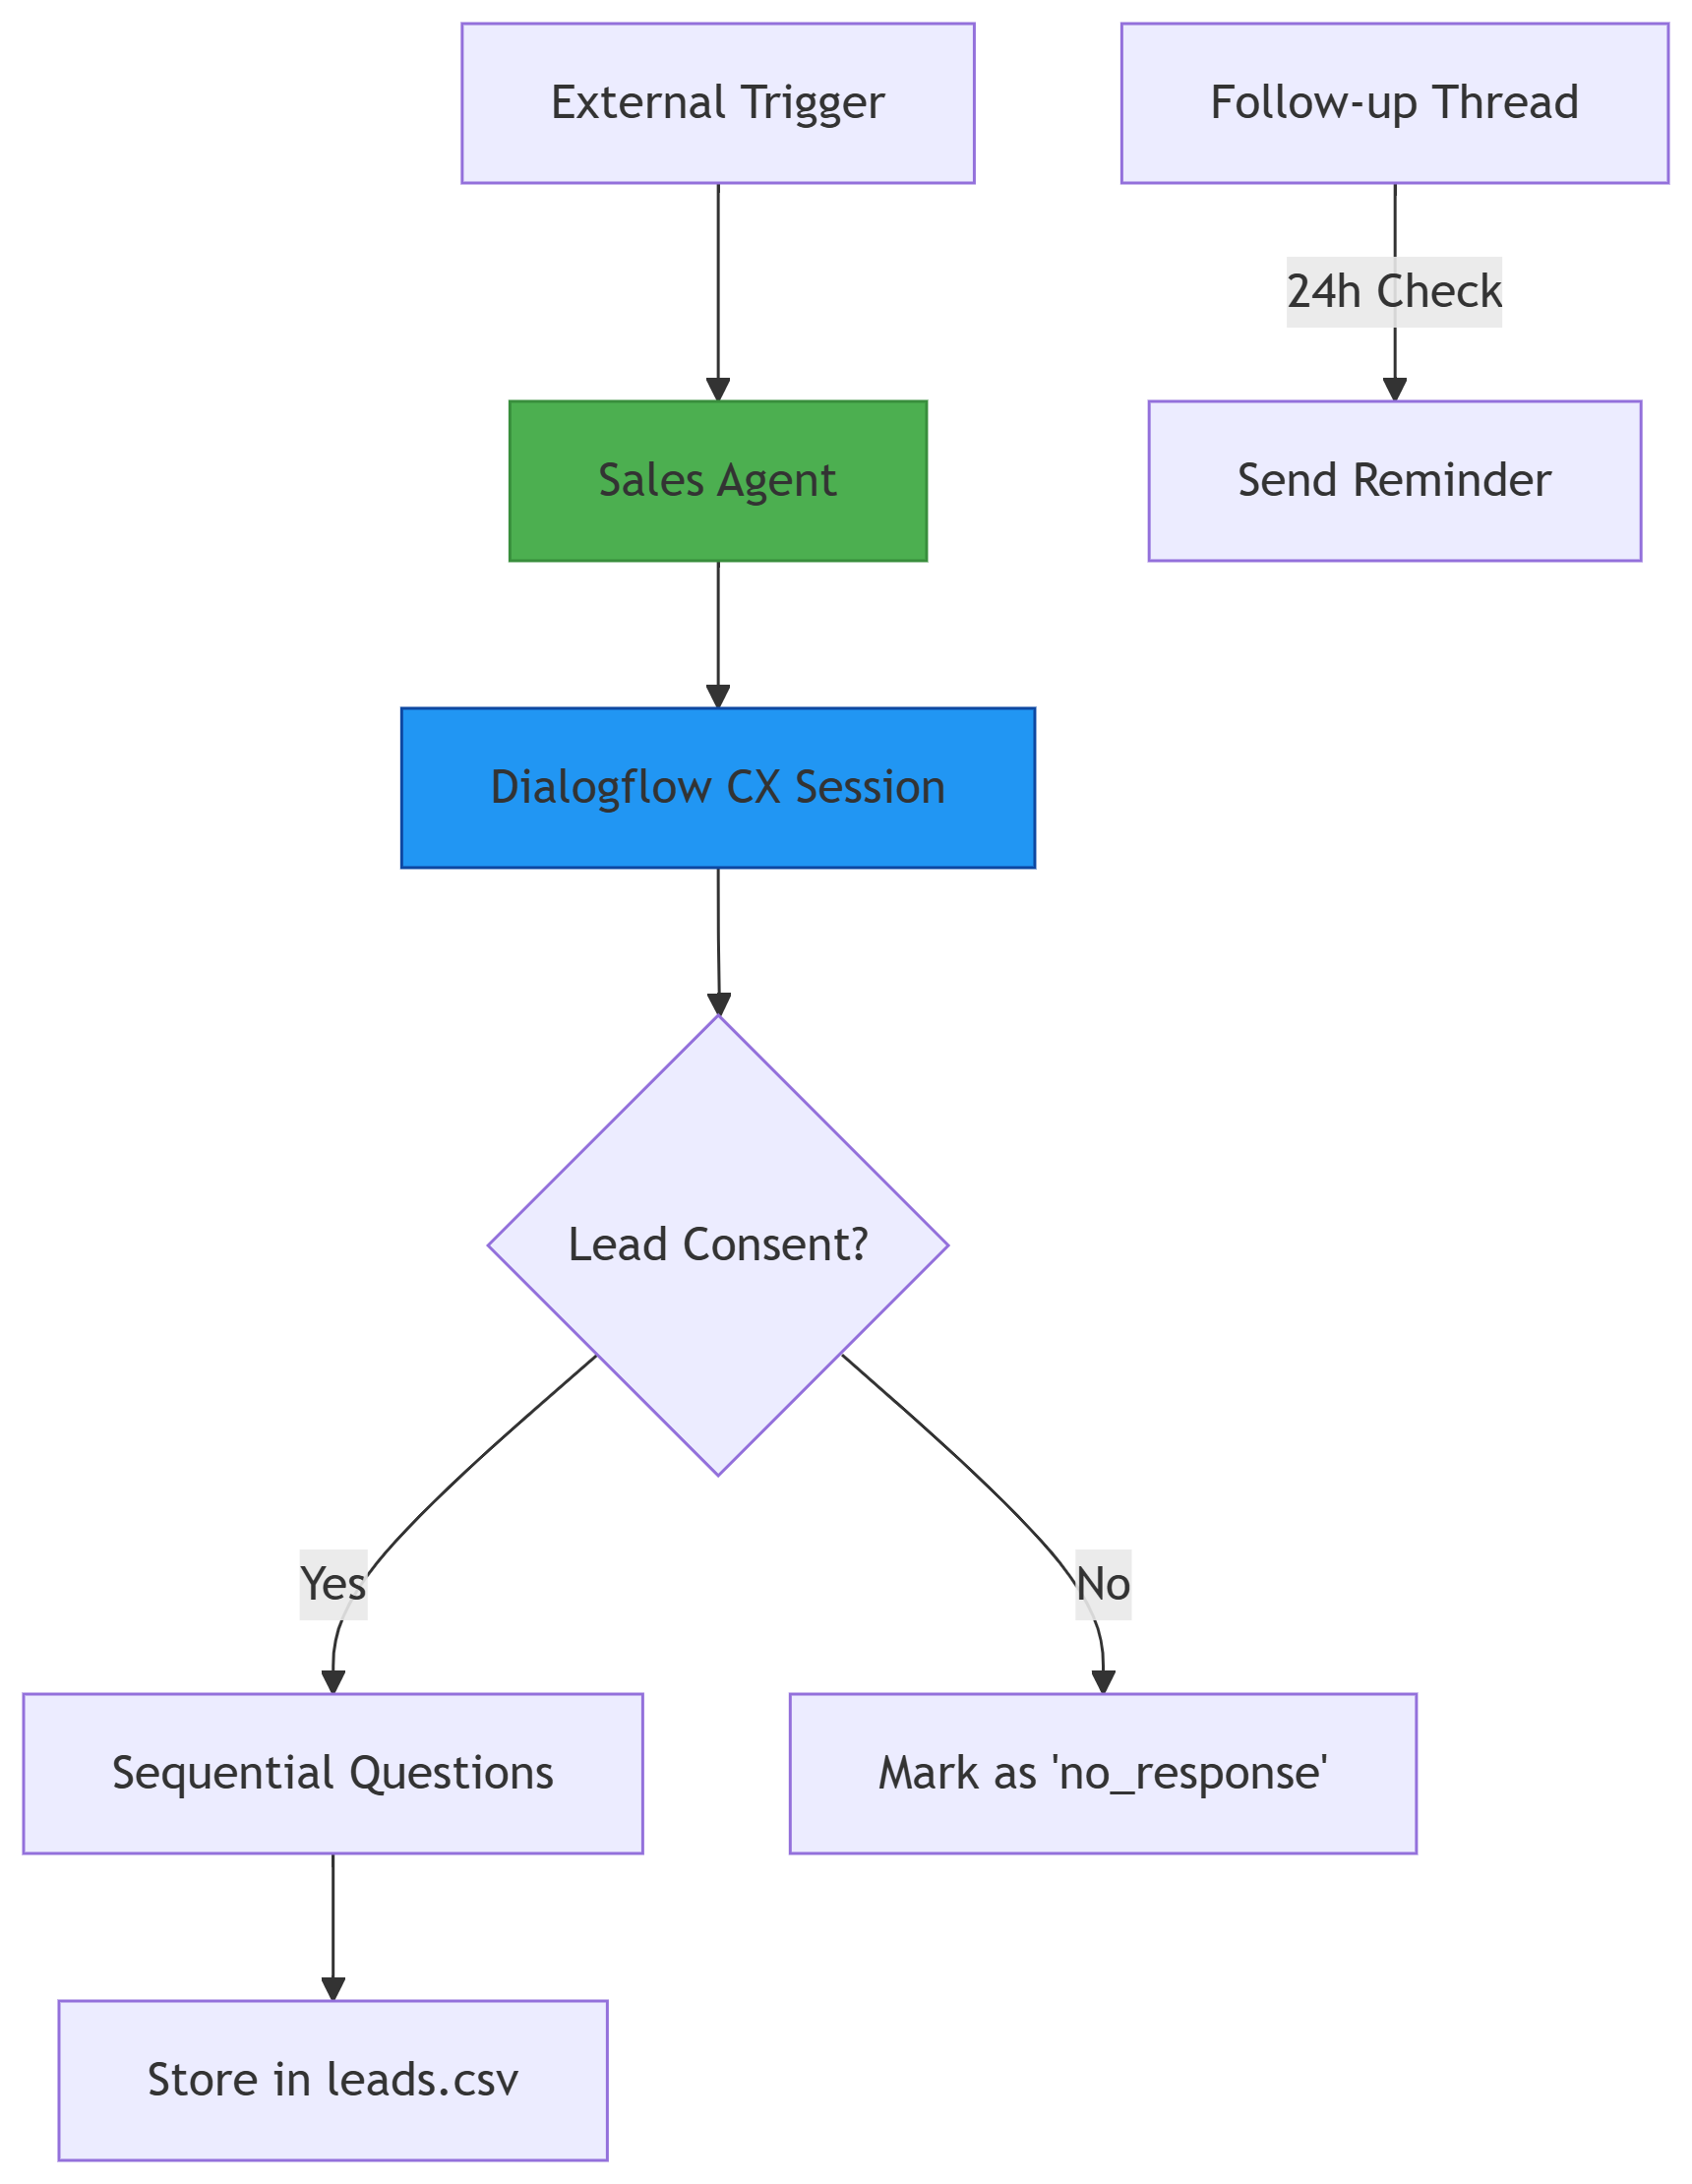 External Trigger
Follow-up Thread
24h Check
Sales Agent
Send Reminder
Dialogflow CX Session
Lead Consent?
Yes
No
Sequential Questions
Mark as 'no_response'
Store in leads.csv